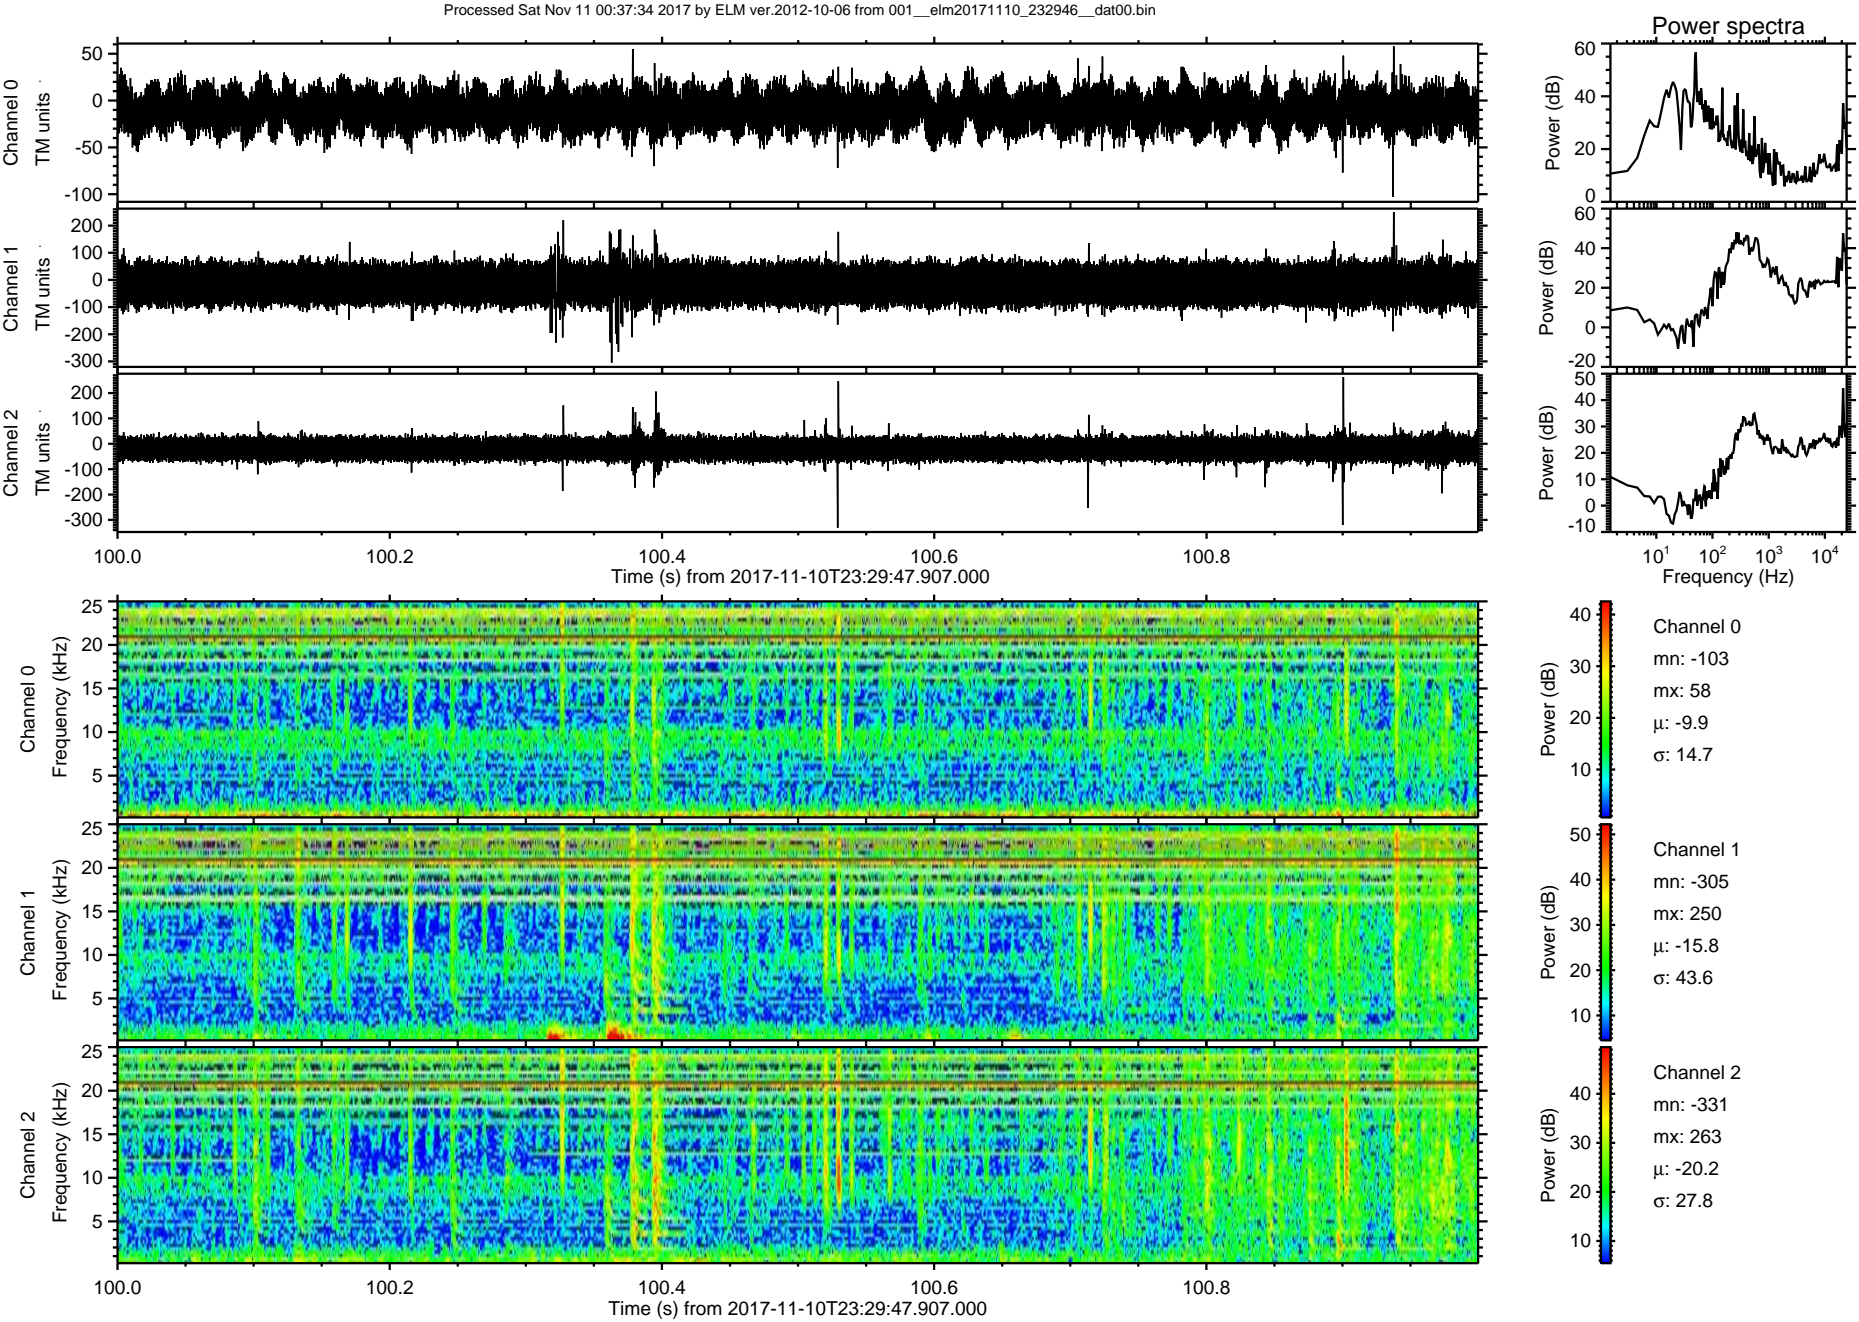 Processed Sat Nov 11 00:37:34 2017 by ELM ver.2012-10-06 from 001__elm20171110_232946__dat00.bin
Power spectra
Channel 0
TM units
50
0
-50
-100
Power (dB)
60
40
20
0
Channel 1
TM units
200
100
0
-100
-200
-300
Power (dB)
60
40
20
0
-20
Channel 2
TM units
200
100
0
-100
-200
-300
Power (dB)
50
40
30
20
10
0
-10
100.0 100.2 100.4 100.6 100.8
Time (s) from 2017-11-10T23:29:47.907.000
10¹ 10² 10³ 10⁴
Frequency (Hz)
Channel 0
Frequency (kHz)
25
20
15
10
5
Power (dB)
40
30
20
10
Channel 0
mn: -103
mx: 58
µ: -9.9
σ: 14.7
Channel 1
Frequency (kHz)
25
20
15
10
5
Power (dB)
50
40
30
20
10
Channel 1
mn: -305
mx: 250
µ: -15.8
σ: 43.6
Channel 2
Frequency (kHz)
25
20
15
10
5
Power (dB)
40
30
20
10
Channel 2
mn: -331
mx: 263
µ: -20.2
σ: 27.8
100.0 100.2 100.4 100.6 100.8
Time (s) from 2017-11-10T23:29:47.907.000